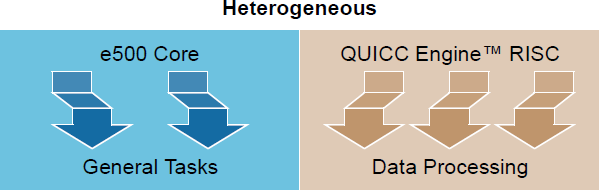 Heterogeneous
e500 Core
QUICC Engine™ RISC
General Tasks
Data Processing